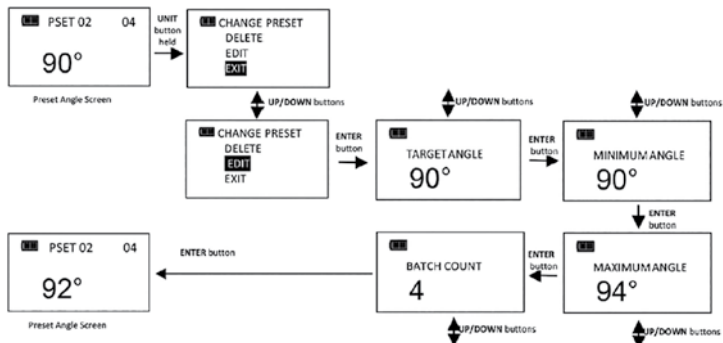 PSET 02 04
90°
Preset Angle Screen
UNIT
button
held
CHANGE PRESET
DELETE
EDIT
EXIT
UP/DOWN buttons
CHANGE PRESET
DELETE
EDIT
EXIT
ENTER
button
UP/DOWN buttons
TARGET ANGLE
90°
ENTER
button
UP/DOWN buttons
MINIMUM ANGLE
90°
ENTER
button
MAXIMUM ANGLE
94°
UP/DOWN buttons
ENTER
button
BATCH COUNT
4
UP/DOWN buttons
ENTER button
PSET 02 04
92°
Preset Angle Screen